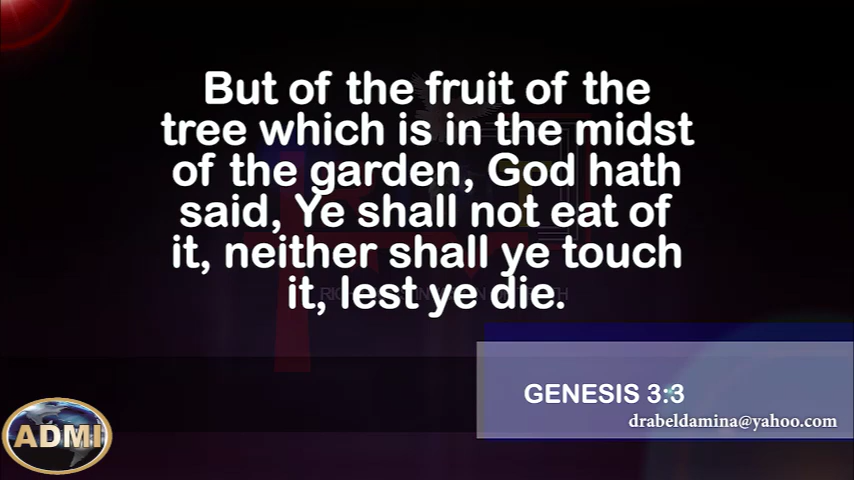 But of the fruit of the
tree which is in the midst
of the garden, God hath
said, Ye shall not eat of
it, neither shall ye touch
it, lest ye die.
GENESIS 3:3
drabeldamina@yahoo.com
ADMI